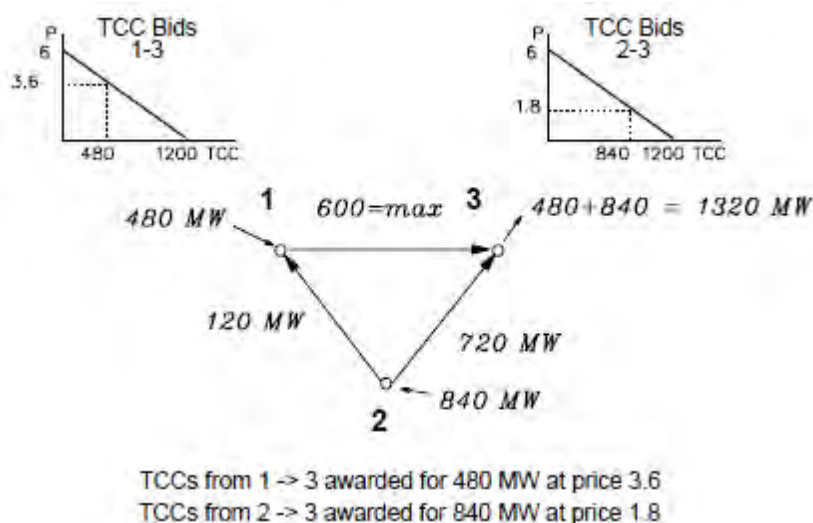 TCC Bids
1-3
P
6
3.6
480
1200 TCC
TCC Bids
2-3
P
6
1.8
840 1200 TCC
1
600=max
3
480 MW
480+840 = 1320 MW
120 MW
720 MW
840 MW
2
TCCs from 1 -> 3 awarded for 480 MW at price 3.6
TCCs from 2 -> 3 awarded for 840 MW at price 1.8